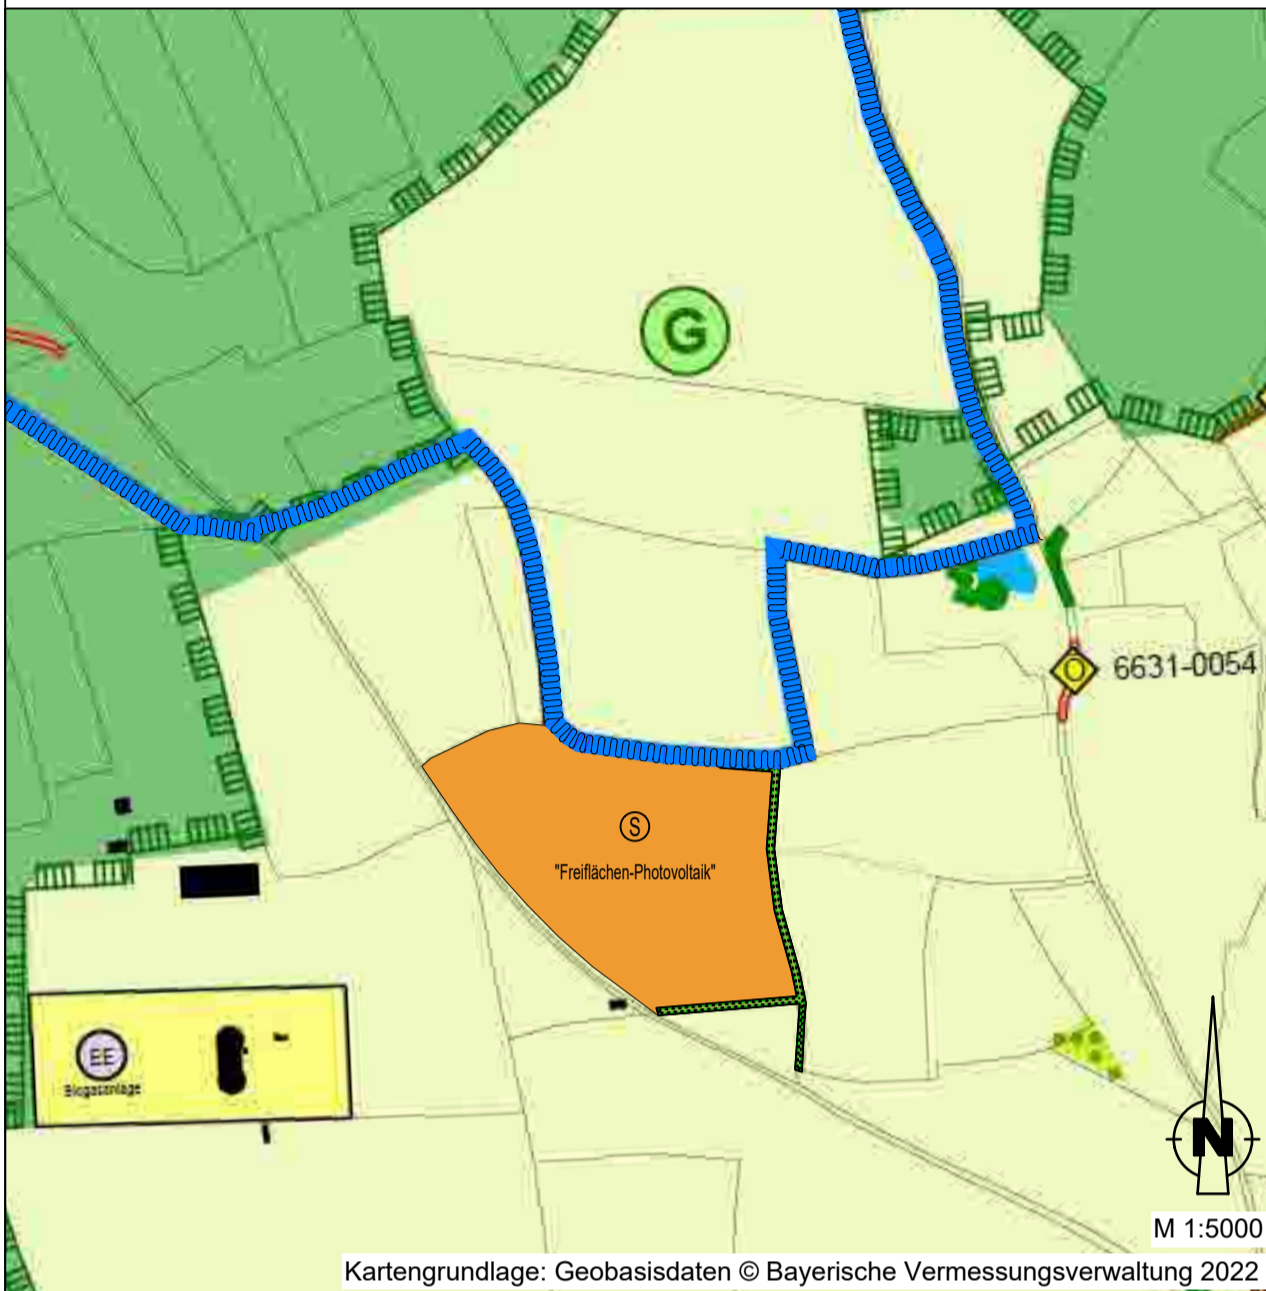 G
6631-0054
S
"Freiflächen-Photovoltaik"
EE
Biogasanlage
N
M 1:5000
Kartengrundlage: Geobasisdaten © Bayerische Vermessungsverwaltung 2022